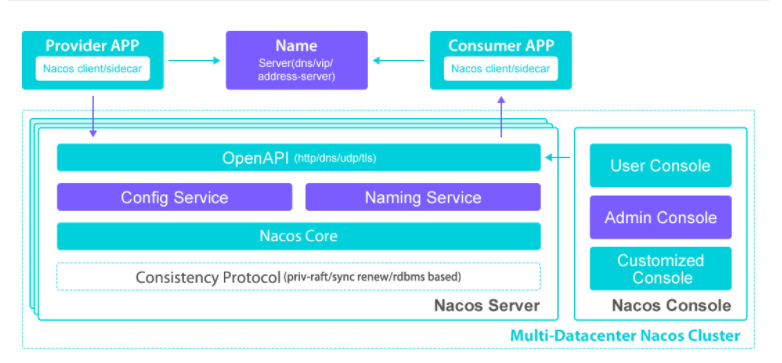 Provider APP
Nacos client/sidecar
Name
Server(dns/vip/
address-server)
Consumer APP
Nacos client/sidecar
OpenAPI (http/dns/udp/tls)
Config Service
Naming Service
Nacos Core
Consistency Protocol (priv-raft/sync renew/rdbms based)
Nacos Server
User Console
Admin Console
Customized
Console
Nacos Console
Multi-Datacenter Nacos Cluster